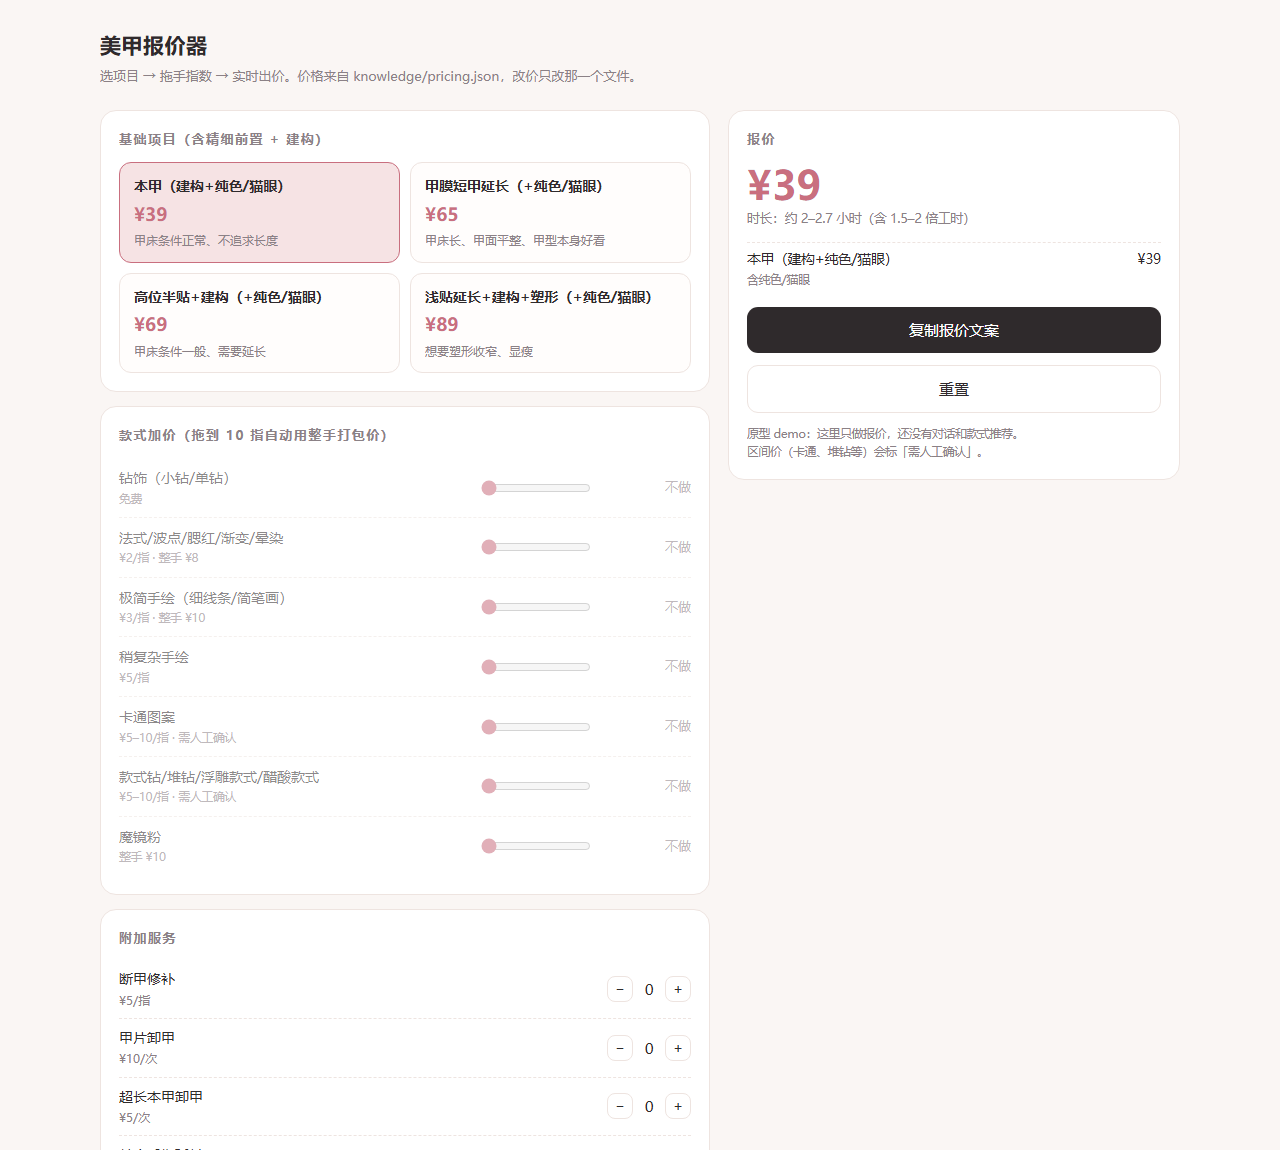 美甲报价器
选项目 → 拖手指数 → 实时出价。价格来自 knowledge/pricing.json，改价只改那一个文件。
基础项目（含精细前置 + 建构）
本甲（建构+纯色/猫眼）
¥39
甲床条件正常、不追求长度
甲膜短甲延长（+纯色/猫眼）
¥65
甲床长、甲面平整、甲型本身好看
高位半贴+建构（+纯色/猫眼）
¥69
甲床条件一般、需要延长
浅贴延长+建构+塑形（+纯色/猫眼）
¥89
想要塑形收窄、显瘦
款式加价（拖到 10 指自动用整手打包价）
钻饰（小钻/单钻）
免费
不做
法式/波点/腮红/渐变/晕染
¥2/指 · 整手 ¥8
不做
极简手绘（细线条/简笔画）
¥3/指 · 整手 ¥10
不做
稍复杂手绘
¥5/指
不做
卡通图案
¥5–10/指 · 需人工确认
不做
款式钻/堆钻/浮雕款式/醋酸款式
¥5–10/指 · 需人工确认
不做
魔镜粉
整手 ¥10
不做
附加服务
断甲修补
¥5/指
− 0 +
甲片卸甲
¥10/次
− 0 +
超长本甲卸甲
¥5/次
− 0 +
报价
¥39
时长：约 2–2.7 小时（含 1.5–2 倍工时）
本甲（建构+纯色/猫眼） ¥39
含纯色/猫眼
复制报价文案
重置
原型 demo：这里只做报价，还没有对话和款式推荐。
区间价（卡通、堆钻等）会标「需人工确认」。